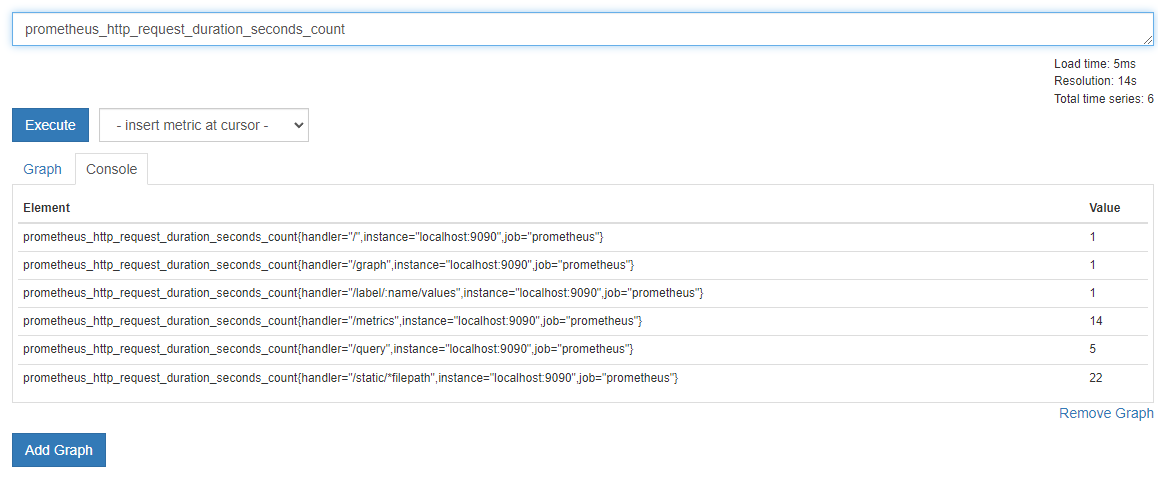 prometheus_http_request_duration_seconds_count
Load time: 5ms
Resolution: 14s
Total time series: 6
Execute - insert metric at cursor -
Graph Console
Element Value
prometheus_http_request_duration_seconds_count{handler="/",instance="localhost:9090",job="prometheus"} 1
prometheus_http_request_duration_seconds_count{handler="/graph",instance="localhost:9090",job="prometheus"} 1
prometheus_http_request_duration_seconds_count{handler="/label/:name/values",instance="localhost:9090",job="prometheus"} 1
prometheus_http_request_duration_seconds_count{handler="/metrics",instance="localhost:9090",job="prometheus"} 14
prometheus_http_request_duration_seconds_count{handler="/query",instance="localhost:9090",job="prometheus"} 5
prometheus_http_request_duration_seconds_count{handler="/static/*filepath",instance="localhost:9090",job="prometheus"} 22
Remove Graph
Add Graph